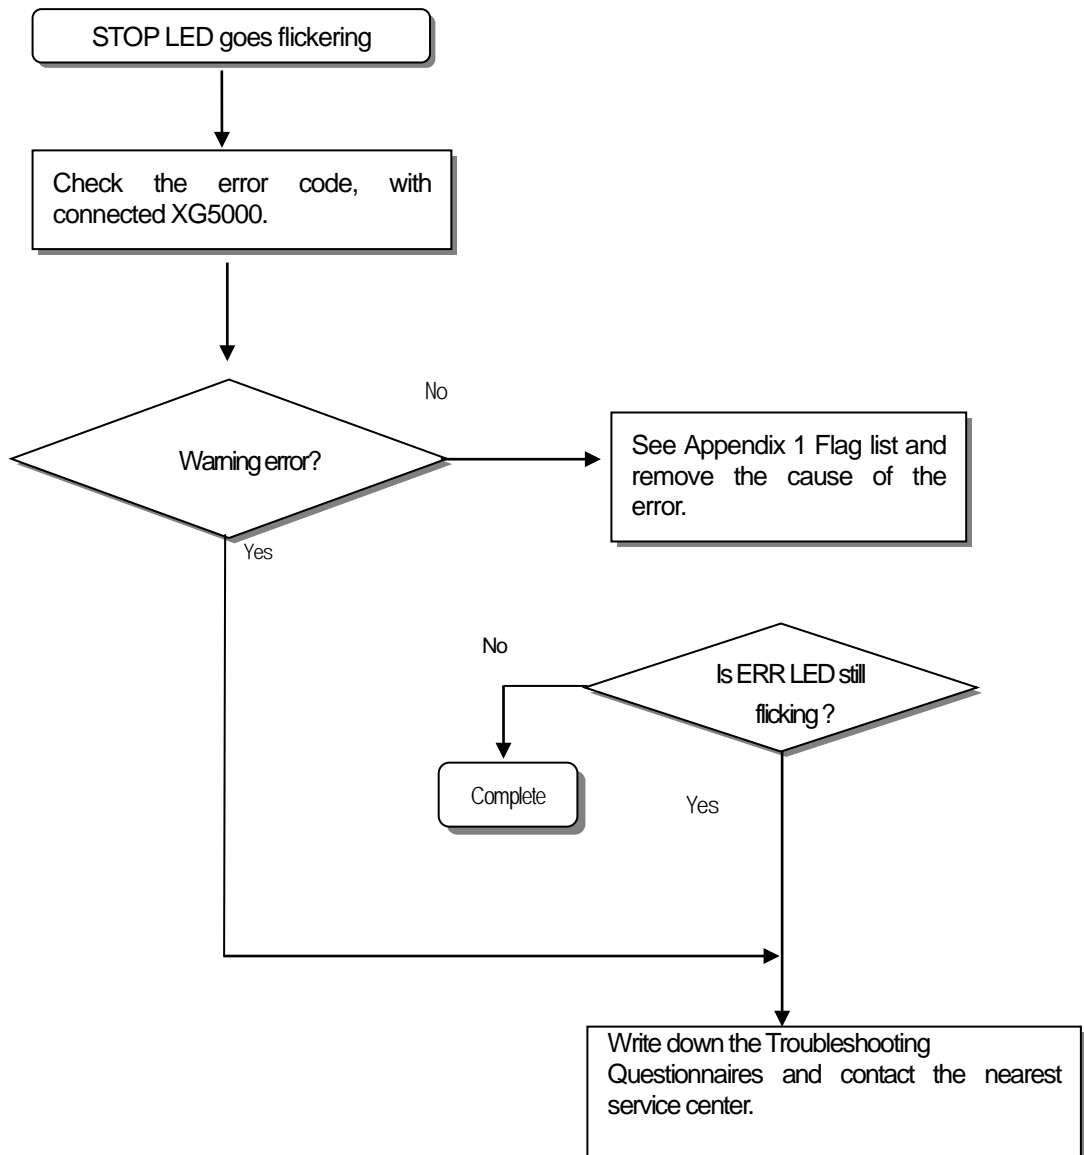 STOP LED goes flickering
Check the error code, with
connected XG5000.
No
Warning error?
See Appendix 1 Flag list and
remove the cause of the
error.
Yes
No
Is ERR LED still
flicking ?
Complete
Yes
Write down the Troubleshooting
Questionnaires and contact the nearest
service center.